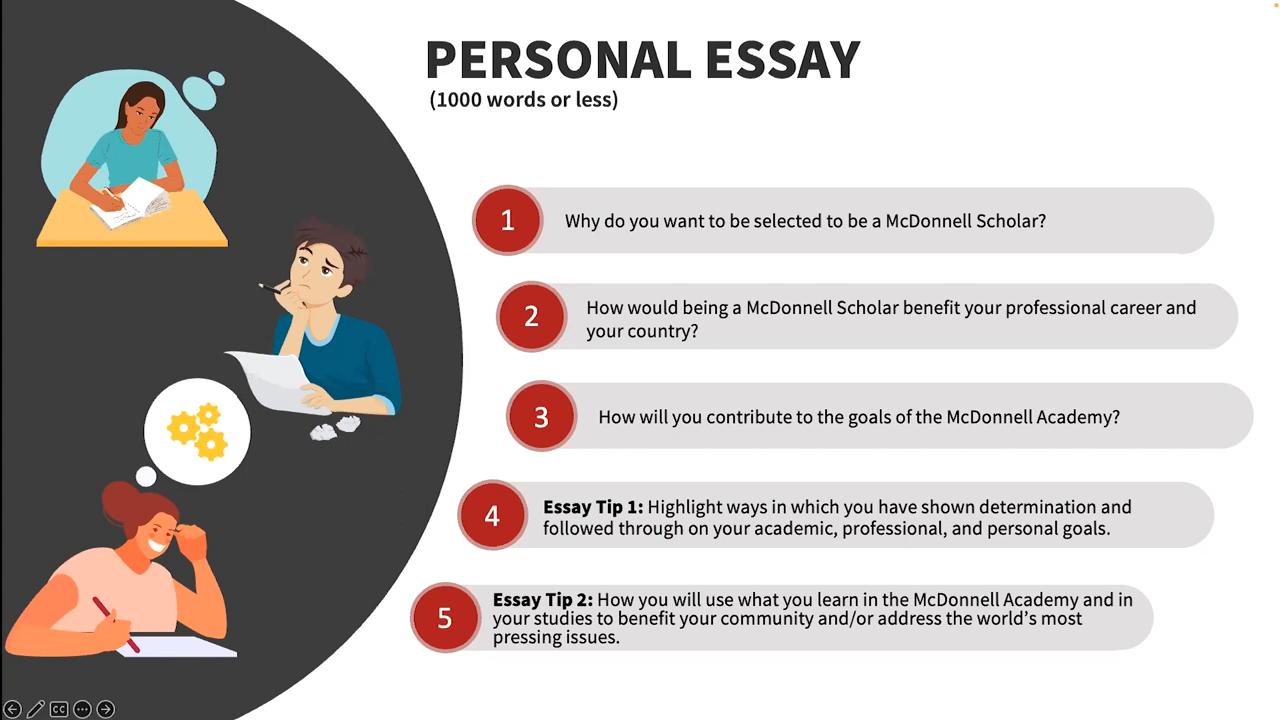 PERSONAL ESSAY
(1000 words or less)
1
Why do you want to be selected to be a McDonnell Scholar?
2
How would being a McDonnell Scholar benefit your professional career and
your country?
3
How will you contribute to the goals of the McDonnell Academy?
4
Essay Tip 1: Highlight ways in which you have shown determination and
followed through on your academic, professional, and personal goals.
5
Essay Tip 2: How you will use what you learn in the McDonnell Academy and in
your studies to benefit your community and/or address the world’s most
pressing issues.
CC